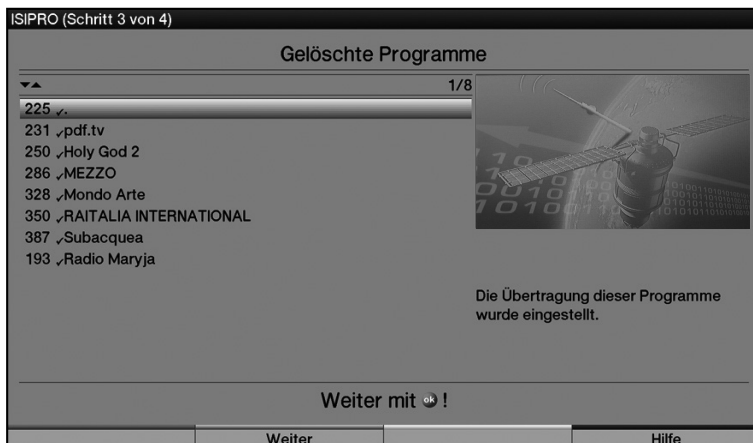 ISIPRO (Schritt 3 von 4)
Gelöschte Programme
1/8
225 ✓.
231 ✓pdf.tv
250 ✓Holy God 2
286 ✓MEZZO
328 ✓Mondo Arte
350 ✓RAITALIA INTERNATIONAL
387 ✓Subacquea
193 ✓Radio Maryja
Die Übertragung dieser Programme
wurde eingestellt.
Weiter mit ok !
Weiter Hilfe